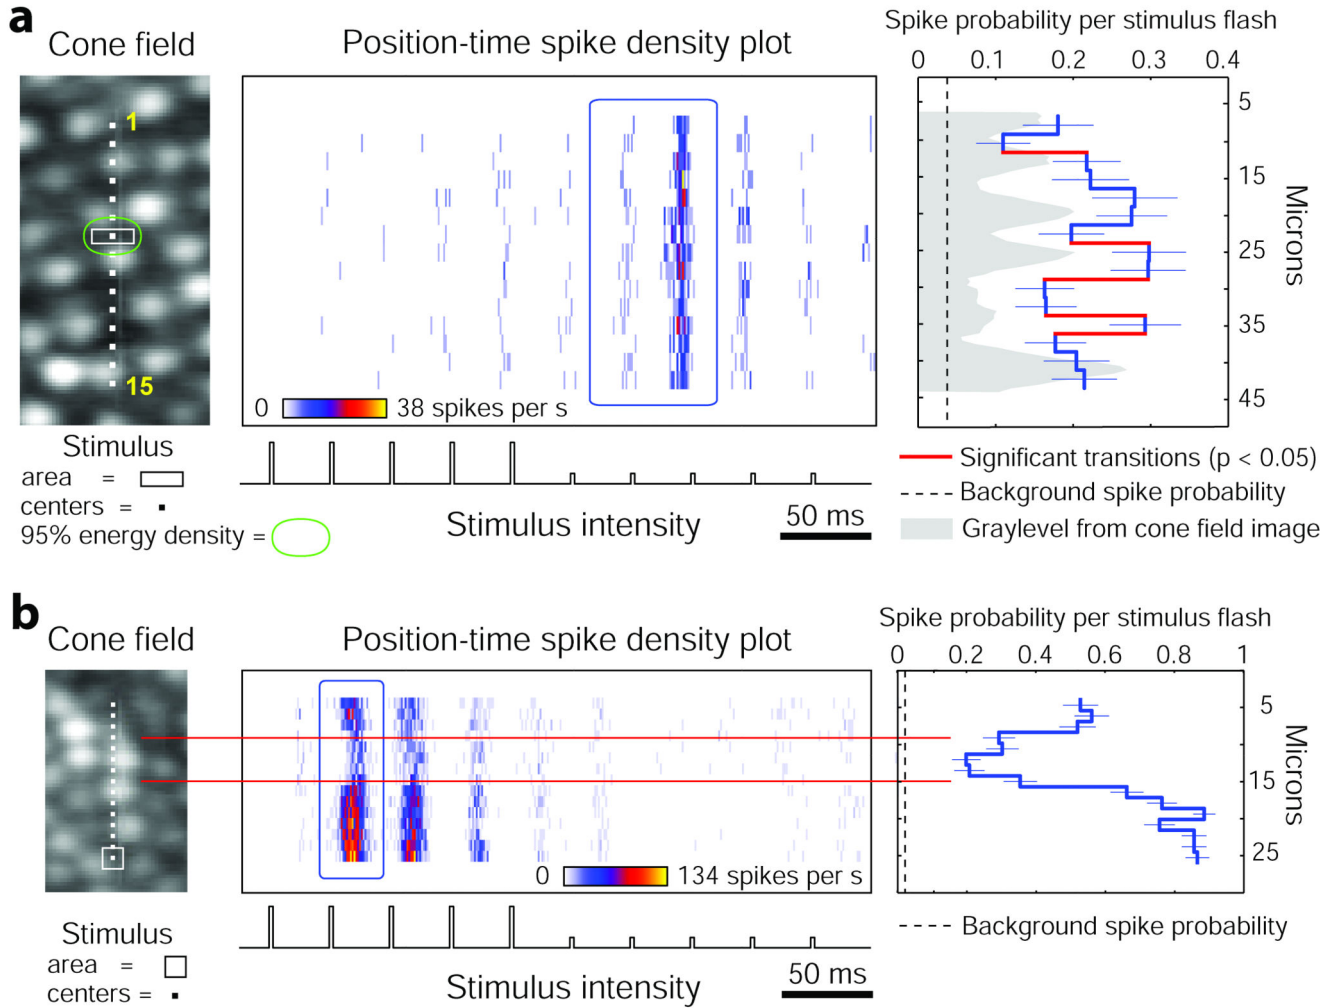 a
Cone field
Position-time spike density plot
Spike probability per stimulus flash
0 0.1 0.2 0.3 0.4
1
15
5
15
25
35
45
Microns
0 38 spikes per s
Stimulus
area =
centers =
95% energy density =
Stimulus intensity
50 ms
Significant transitions (p < 0.05)
Background spike probability
Graylevel from cone field image
b
Cone field
Position-time spike density plot
Spike probability per stimulus flash
0 0.2 0.4 0.6 0.8 1
5
15
25
Microns
0 134 spikes per s
Stimulus
area =
centers =
Stimulus intensity
50 ms
Background spike probability